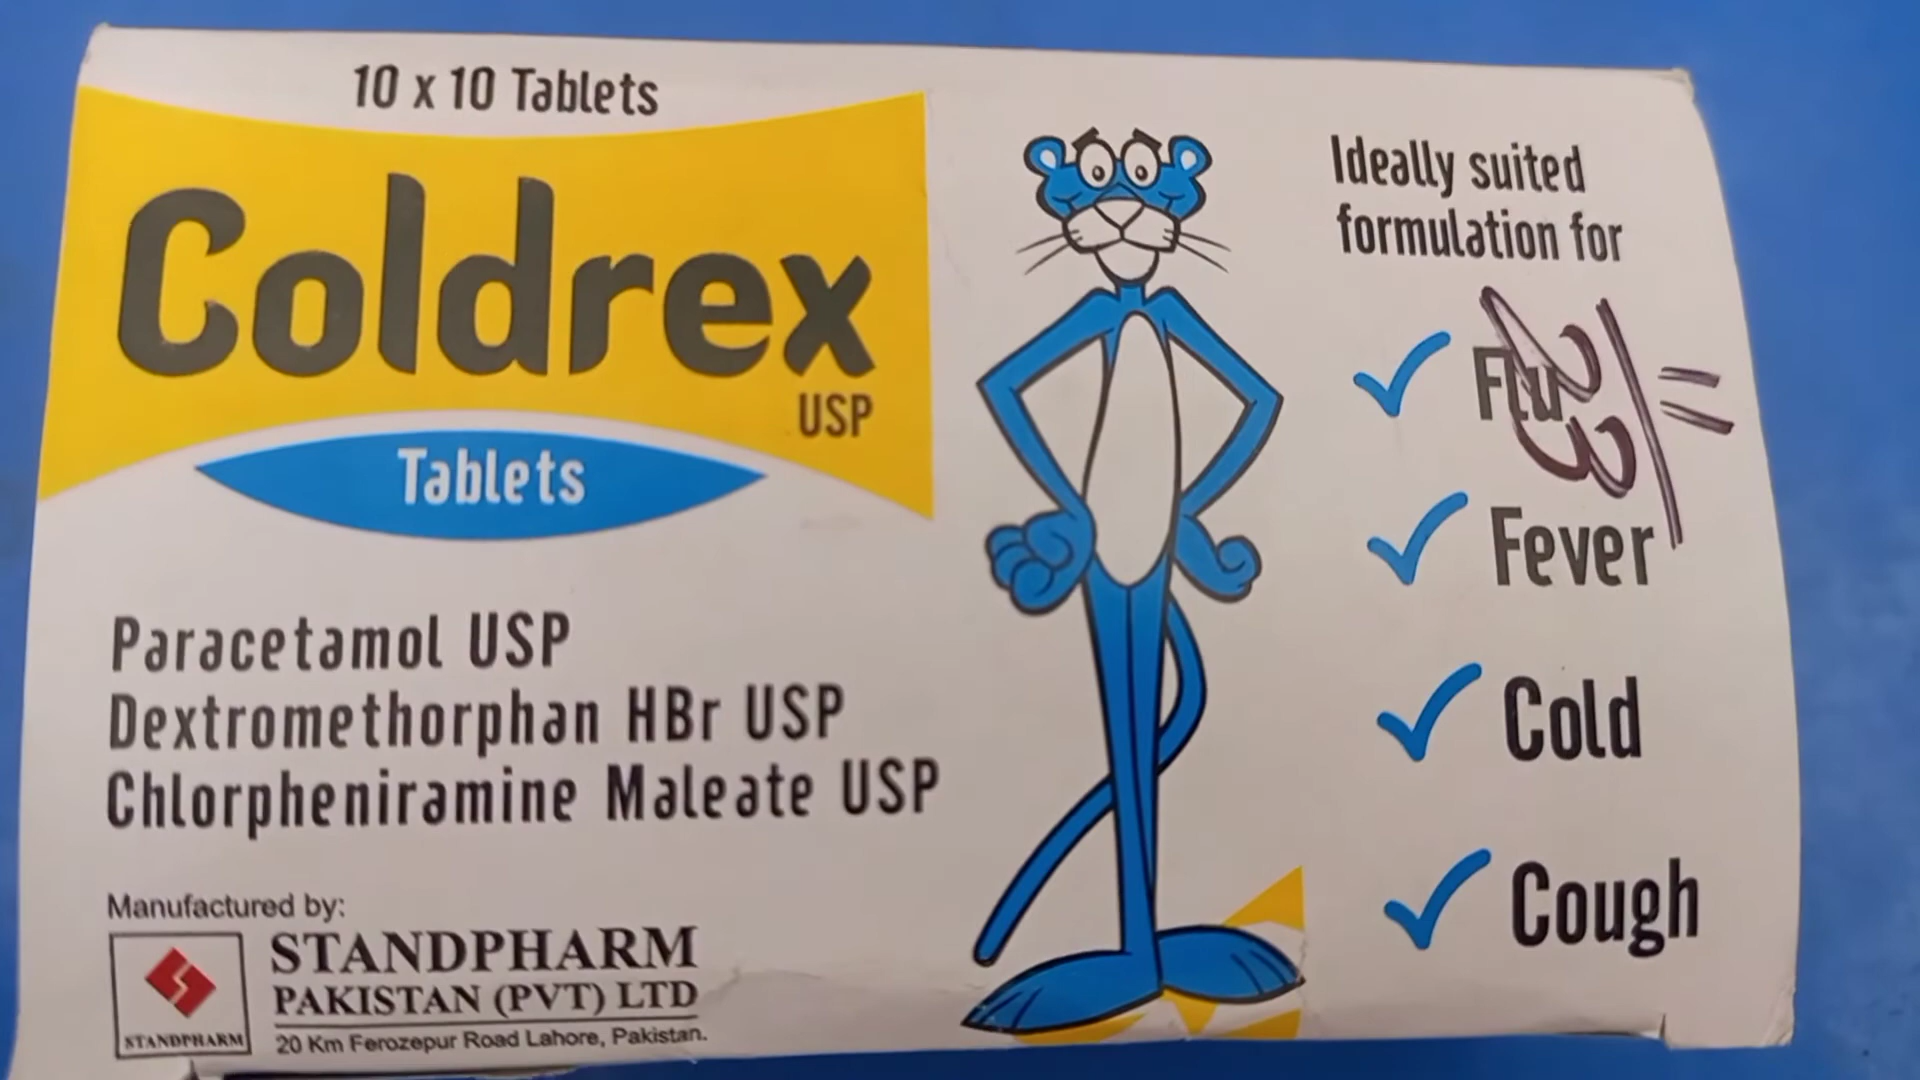 10 x 10 Tablets
Coldrex
USP
Tablets
Paracetamol USP
Dextromethorphan HBr USP
Chlorpheniramine Maleate USP
Manufactured by:
STANDPHARM
STANDPHARM
PAKISTAN (PVT) LTD
20 Km Ferozepur Road Lahore, Pakistan.
Ideally suited
formulation for
Flu
Fever
Cold
Cough